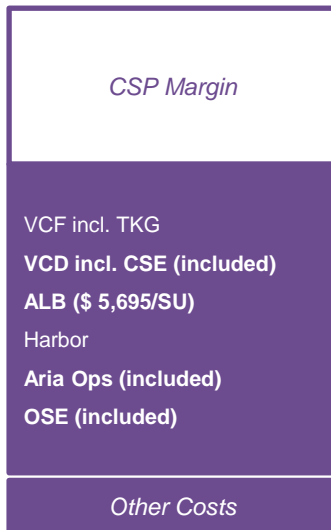 CSP Margin
VCF incl. TKG
VCD incl. CSE (included)
ALB ($ 5,695/SU)
Harbor
Aria Ops (included)
OSE (included)
Other Costs